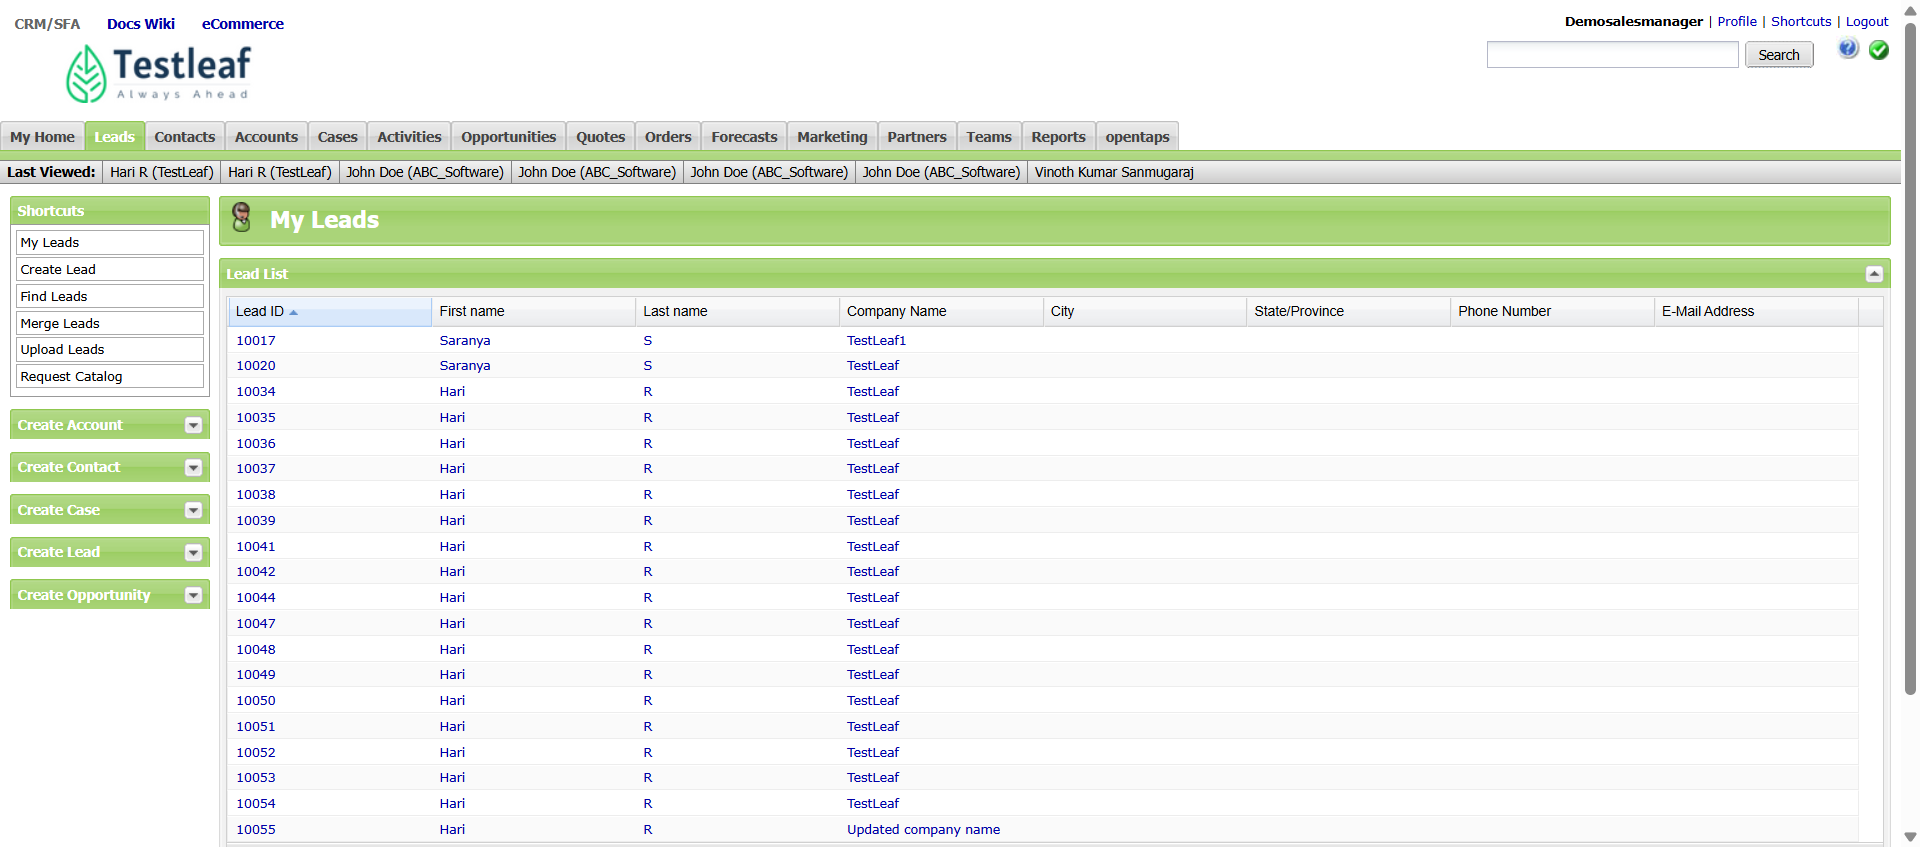 CRM/SFA Docs Wiki eCommerce
Demosalesmanager | Profile | Shortcuts | Logout
Testleaf
Always Ahead
Search
My Home Leads Contacts Accounts Cases Activities Opportunities Quotes Orders Forecasts Marketing Partners Teams Reports opentaps
Last Viewed: Hari R (TestLeaf) Hari R (TestLeaf) John Doe (ABC_Software) John Doe (ABC_Software) John Doe (ABC_Software) John Doe (ABC_Software) Vinoth Kumar Sanmugaraj
Shortcuts
My Leads
Create Lead
Find Leads
Merge Leads
Upload Leads
Request Catalog
Create Account
Create Contact
Create Case
Create Lead
Create Opportunity
My Leads
Lead List
Lead ID First name Last name Company Name City State/Province Phone Number E-Mail Address
10017 Saranya S TestLeaf1
10020 Saranya S TestLeaf
10034 Hari R TestLeaf
10035 Hari R TestLeaf
10036 Hari R TestLeaf
10037 Hari R TestLeaf
10038 Hari R TestLeaf
10039 Hari R TestLeaf
10041 Hari R TestLeaf
10042 Hari R TestLeaf
10044 Hari R TestLeaf
10047 Hari R TestLeaf
10048 Hari R TestLeaf
10049 Hari R TestLeaf
10050 Hari R TestLeaf
10051 Hari R TestLeaf
10052 Hari R TestLeaf
10053 Hari R TestLeaf
10054 Hari R TestLeaf
10055 Hari R Updated company name